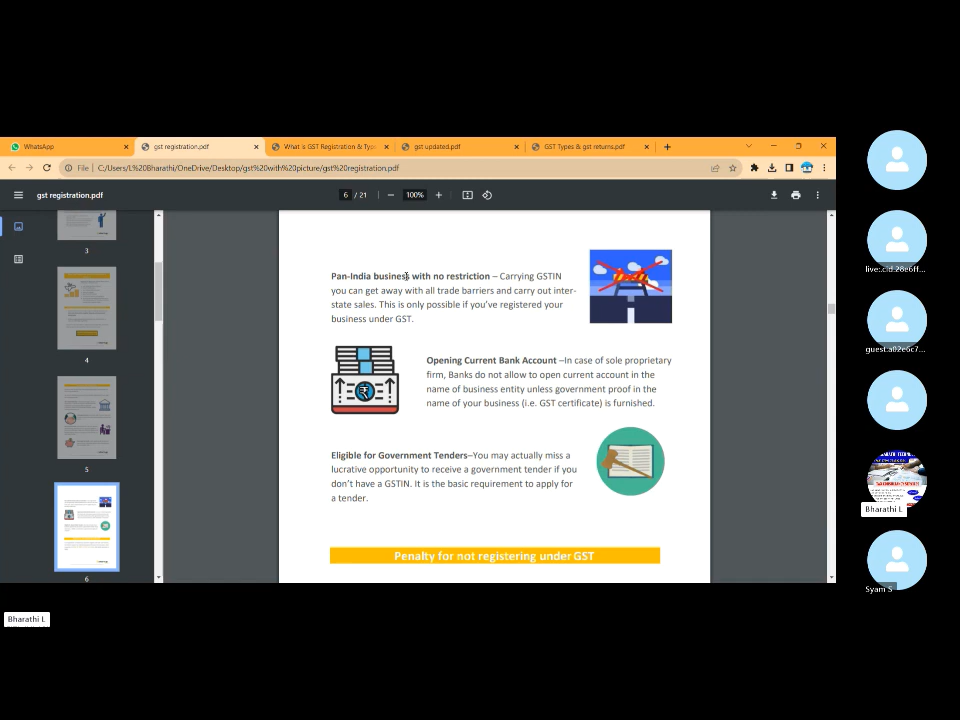 WhatsApp
gst registration.pdf
What is GST Registration & Type
gst updated.pdf
GST Types & gst returns.pdf
File
C:/Users/L%20Bharathi/OneDrive/Desktop/gst%20with%20picture/gst%20registration.pdf
gst registration.pdf
6 / 21
100%
3
4
5
6
Pan-India business with no restriction – Carrying GSTIN
you can get away with all trade barriers and carry out inter-
state sales. This is only possible if you've registered your
business under GST.
Opening Current Bank Account –In case of sole proprietary
firm, Banks do not allow to open current account in the
name of business entity unless government proof in the
name of your business (i.e. GST certificate) is furnished.
Eligible for Government Tenders–You may actually miss a
lucrative opportunity to receive a government tender if you
don't have a GSTIN. It is the basic requirement to apply for
a tender.
Penalty for not registering under GST
Bharathi L
Bharathi L
Syam S